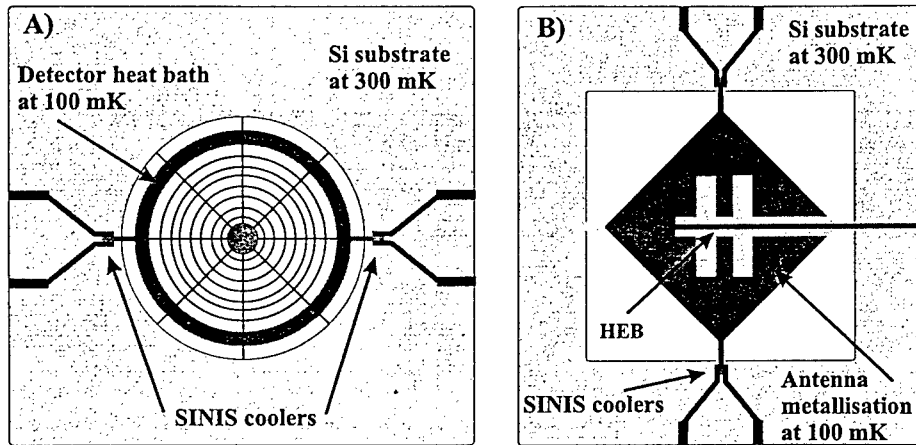 A)
Si substrate
at 300 mK
Detector heat bath
at 100 mK
SINIS coolers
B)
Si substrate
at 300 mK
HEB
SINIS coolers
Antenna
metallisation
at 100 mK